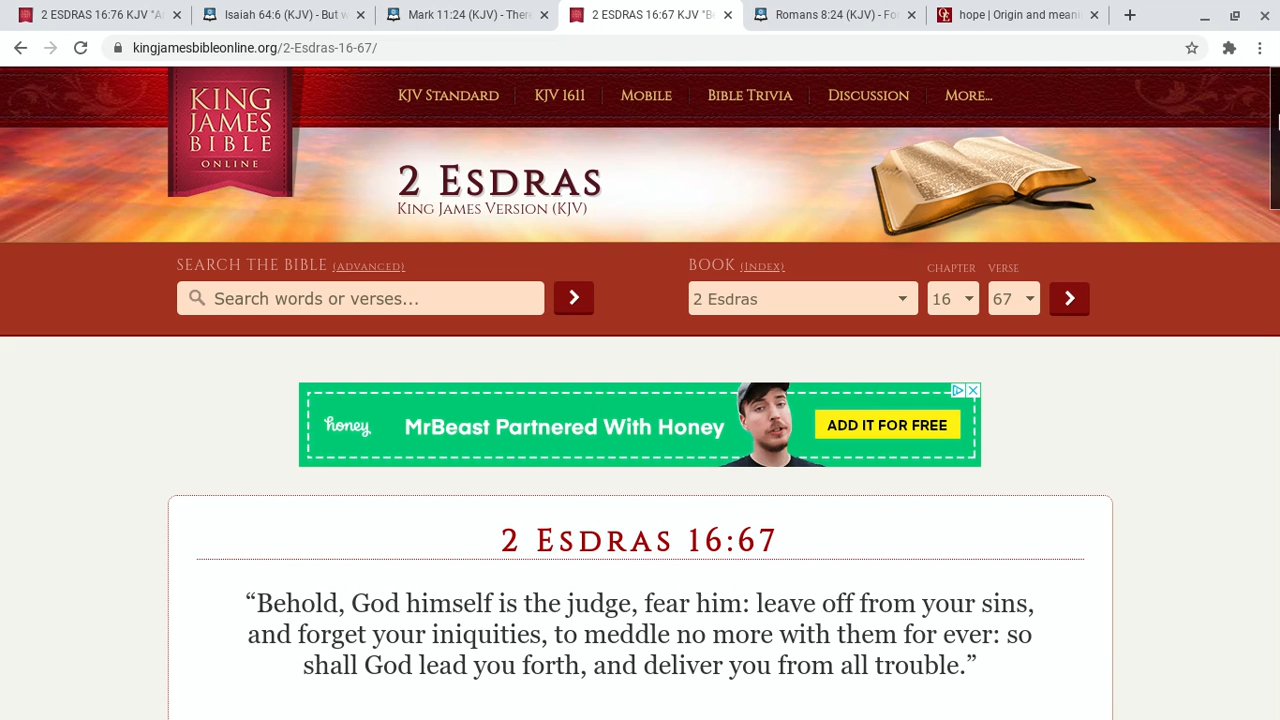 2 ESDRAS 16:76 KJV "A
Isaiah 64:6 (KJV) - But w
Mark 11:24 (KJV) - There
2 ESDRAS 16:67 KJV "Be
Romans 8:24 (KJV) - For
hope | Origin and meani
kingjamesbibleonline.org/2-Esdras-16-67/
KING
JAMES
BIBLE
ONLINE
KJV Standard
KJV 1611
Mobile
Bible Trivia
Discussion
More...
2 Esdras
King James Version (KJV)
SEARCH THE BIBLE (ADVANCED)
BOOK (INDEX)
CHAPTER
VERSE
Search words or verses...
2 Esdras
16
67
honey
MrBeast Partnered With Honey
ADD IT FOR FREE
2 Esdras 16:67
“Behold, God himself is the judge, fear him: leave off from your sins,
and forget your iniquities, to meddle no more with them for ever: so
shall God lead you forth, and deliver you from all trouble.”